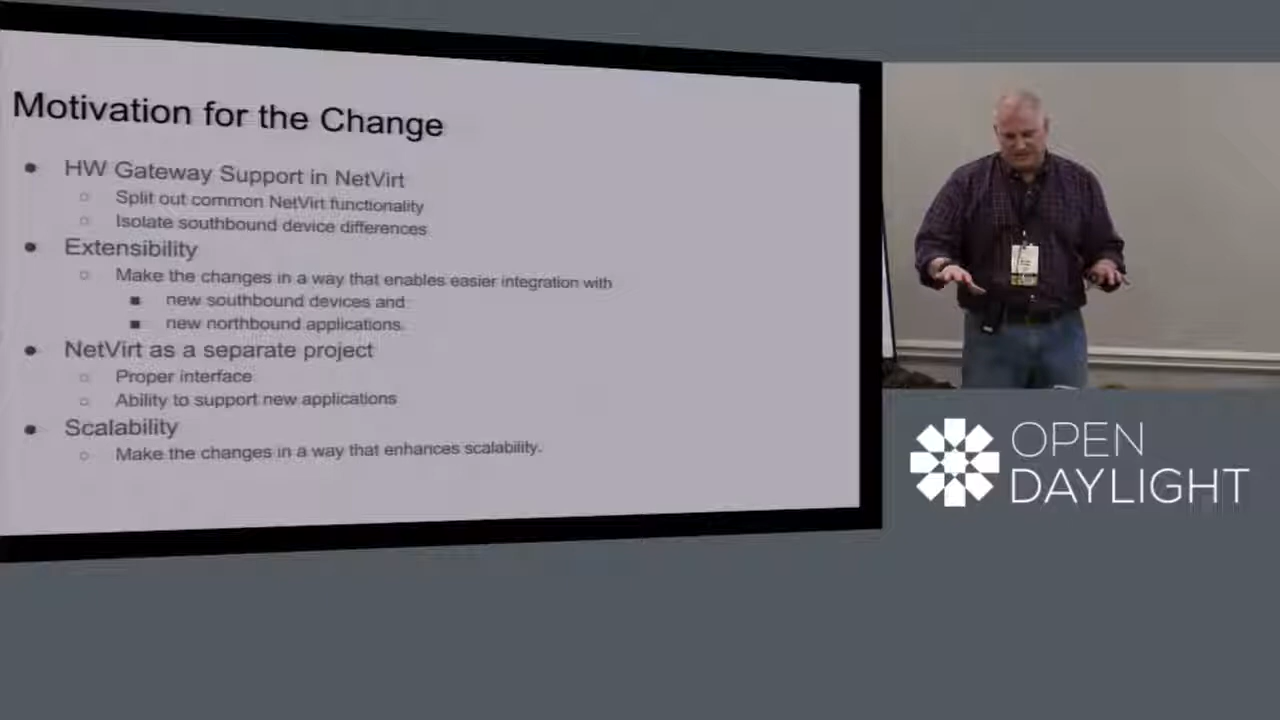 Motivation for the Change
HW Gateway Support in NetVirt
Split out common NetVirt functionality
Isolate southbound device differences
Extensibility
Make the changes in a way that enables easier integration with
new southbound devices and
new northbound applications.
NetVirt as a separate project
Proper interface
Ability to support new applications
Scalability
Make the changes in a way that enhances scalability.
OPEN
DAYLIGHT